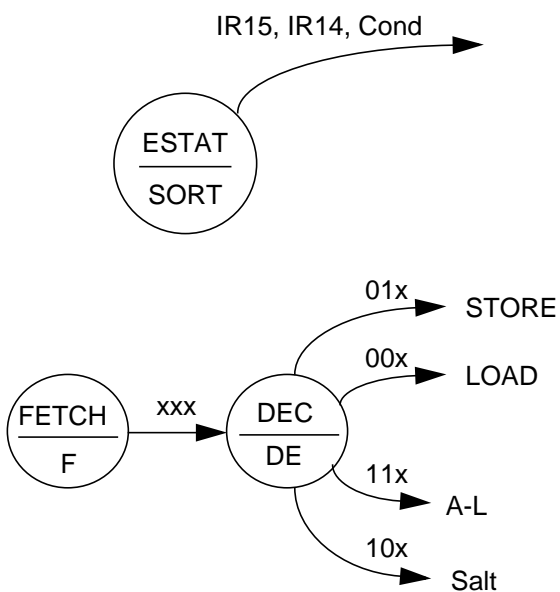 IR15, IR14, Cond
ESTAT
SORT
01x
STORE
00x
LOAD
FETCH
F
xxx
DEC
DE
11x
A-L
10x
Salt